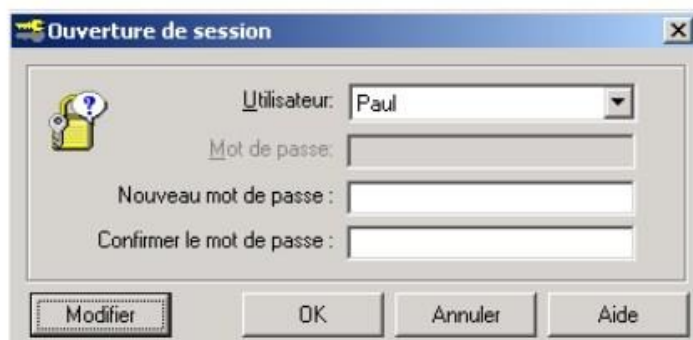 Ouverture de session
?
Utilisateur: Paul
Mot de passe:
Nouveau mot de passe :
Confirmer le mot de passe :
Modifier OK Annuler Aide